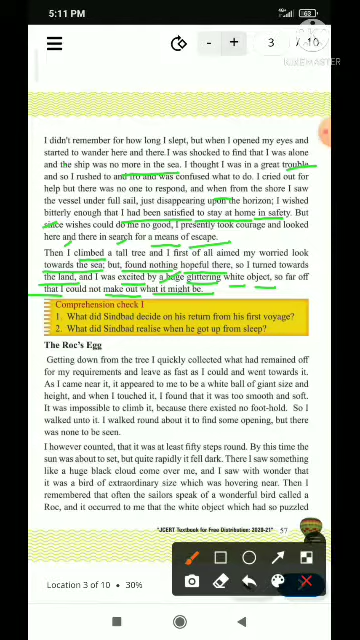 5:11 PM
63
3 / 10
KINEMASTER
I didn't remember for how long I slept, but when I opened my eyes and
started to wander here and there. I was shocked to find that I was alone
and the ship was no more in the sea. I thought I was in a great trouble
and so I rushed to and fro and was confused what to do. I cried out for
help but there was no one to respond, and when from the shore I saw
the vessel under full sail, just disappearing upon the horizon; I wished
bitterly enough that I had been satisfied to stay at home in safety. But
since wishes could do me no good, I presently took courage and looked
here and there in search for a means of escape.
Then I climbed a tall tree and I first of all aimed my worried look
towards the sea; but, found nothing hopeful there, so I turned towards
the land, and I was excited by a huge glittering white object, so far off
that I could not make out what it might be.
Comprehension check I
1. What did Sindbad decide on his return from his first voyage?
2. What did Sindbad realise when he got up from sleep?
The Roc's Egg
Getting down from the tree I quickly collected what had remained off
for my requirements and leave as fast as I could and went towards it.
As I came near it, it appeared to me to be a white ball of giant size and
height, and when I touched it, I found that it was too smooth and soft.
It was impossible to climb it, because there existed no foot-hold. So I
walked unto it. I walked round about it to find some opening, but there
was none to be seen.
I however counted, that it was at least fifty steps round. By this time the
sun was about to set, but quite rapidly it fell dark. There I saw something
like a huge black cloud come over me, and I saw with wonder that
it was a bird of extraordinary size which was hovering near. Then I
remembered that often the sailors speak of a wonderful bird called a
Roc, and it occurred to me that the white object which had so puzzled
"JCERT Textbook for Free Distribution: 2020-21" 57
Location 3 of 10 • 30%